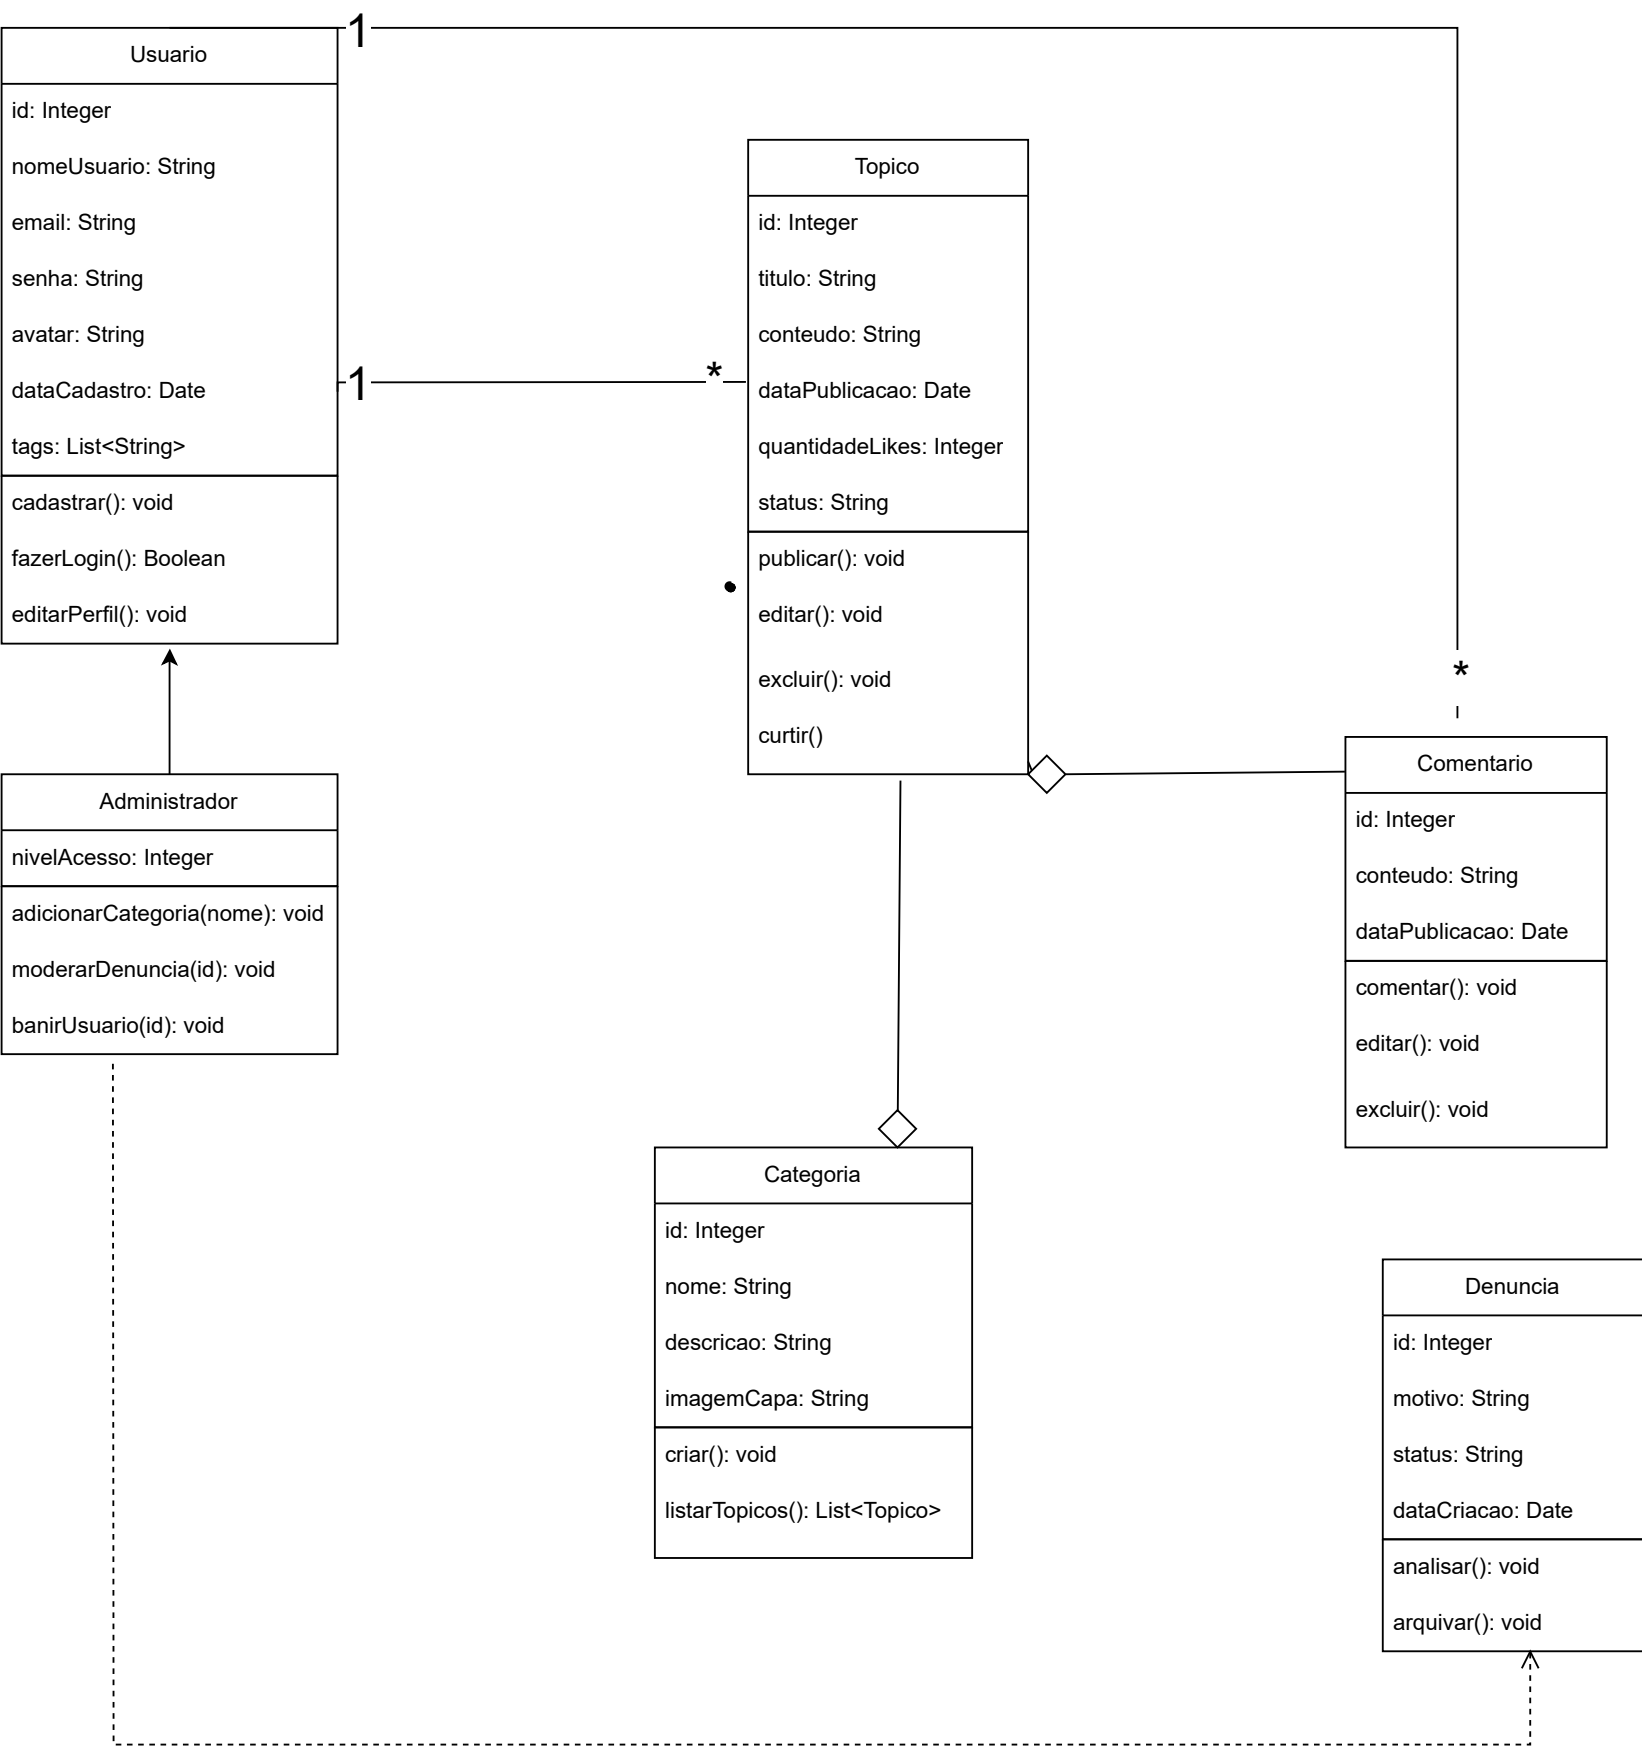 1
Usuario
id: Integer
nomeUsuario: String
email: String
senha: String
avatar: String
dataCadastro: Date
tags: List<String>
cadastrar(): void
fazerLogin(): Boolean
editarPerfil(): void
1
*
Topico
id: Integer
titulo: String
conteudo: String
dataPublicacao: Date
quantidadeLikes: Integer
status: String
publicar(): void
editar(): void
excluir(): void
curtir()
*
Administrador
nivelAcesso: Integer
adicionarCategoria(nome): void
moderarDenuncia(id): void
banirUsuario(id): void
Comentario
id: Integer
conteudo: String
dataPublicacao: Date
comentar(): void
editar(): void
excluir(): void
Categoria
id: Integer
nome: String
descricao: String
imagemCapa: String
criar(): void
listarTopicos(): List<Topico>
Denuncia
id: Integer
motivo: String
status: String
dataCriacao: Date
analisar(): void
arquivar(): void